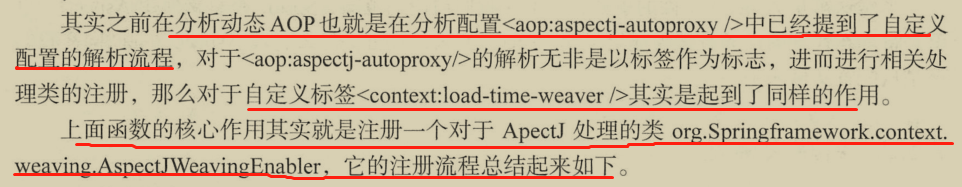 其实之前在分析动态 AOP 也就是在分析配置<aop:aspectj-autoproxy />中已经提到了自定义
配置的解析流程，对于<aop:aspectj-autoproxy/>的解析无非是以标签作为标志，进而进行相关处
理类的注册，那么对于自定义标签<context:load-time-weaver />其实是起到了同样的作用。
上面函数的核心作用其实就是注册一个对于 ApectJ 处理的类 org.Springframework.context.
weaving.AspectJWeavingEnabler，它的注册流程总结起来如下。